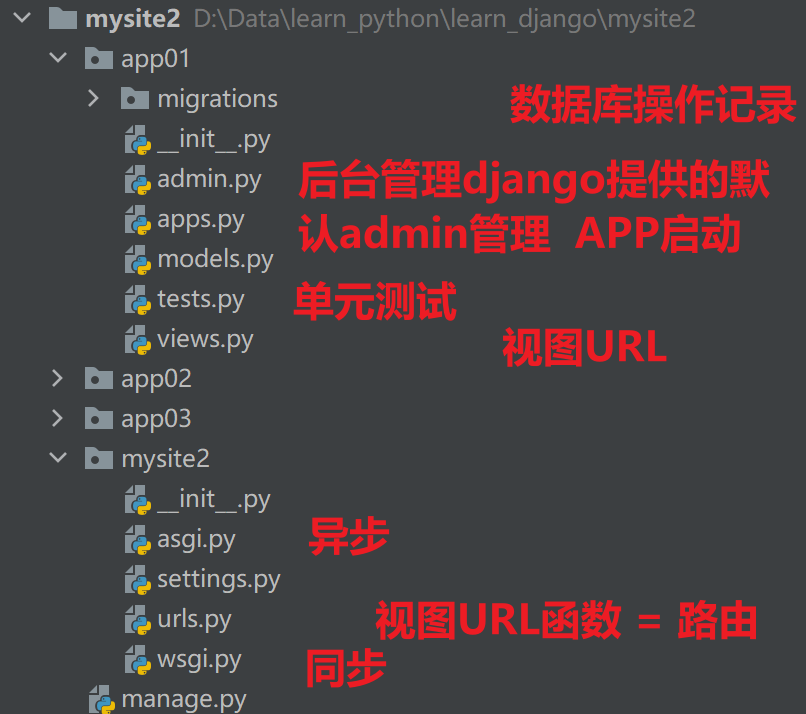 mysite2 D:\Data\learn_python\learn_django\mysite2
app01
migrations 数据库操作记录
__init__.py
admin.py 后台管理django提供的默
apps.py 认admin管理 APP启动
models.py
tests.py 单元测试
views.py 视图URL
app02
app03
mysite2
__init__.py
asgi.py 异步
settings.py
urls.py 视图URL函数 = 路由
wsgi.py 同步
manage.py